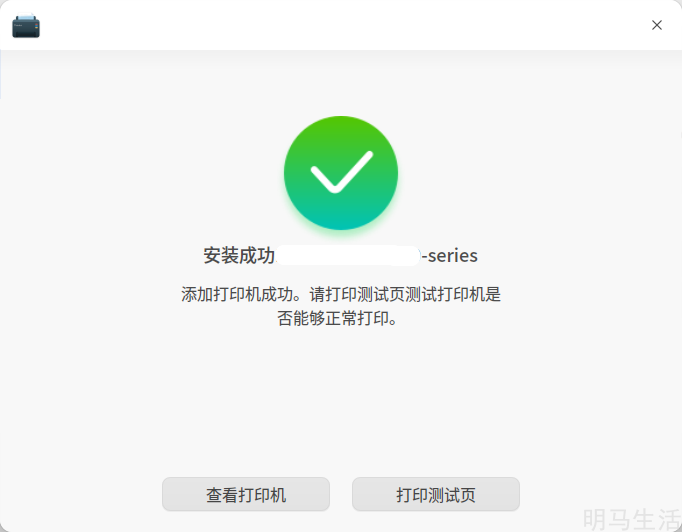 安装成功 -series
添加打印机成功。请打印测试页测试打印机是
否能够正常打印。
查看打印机 打印测试页
明马生活